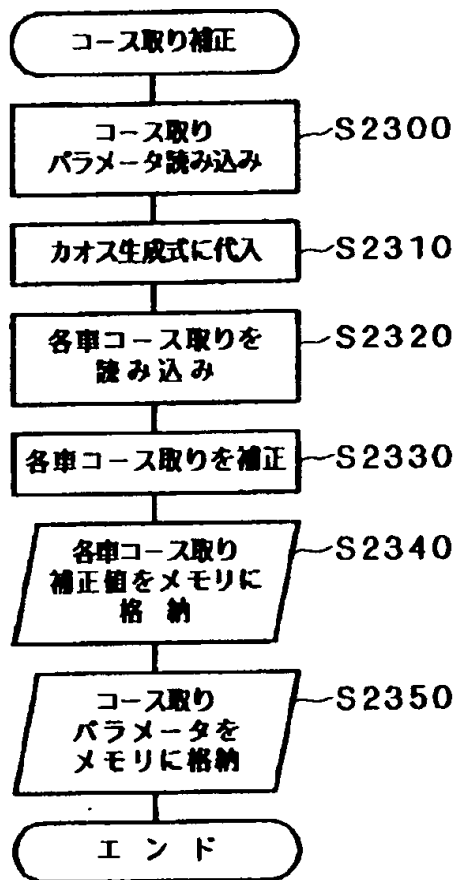 コース取り補正
コース取り
パラメータ読み込み
S2300
カオス生成式に代入
S2310
各車コース取りを
読み込み
S2320
各車コース取りを補正
S2330
各車コース取り
補正値をメモリに
格納
S2340
コース取り
パラメータを
メモリに格納
S2350
エンド